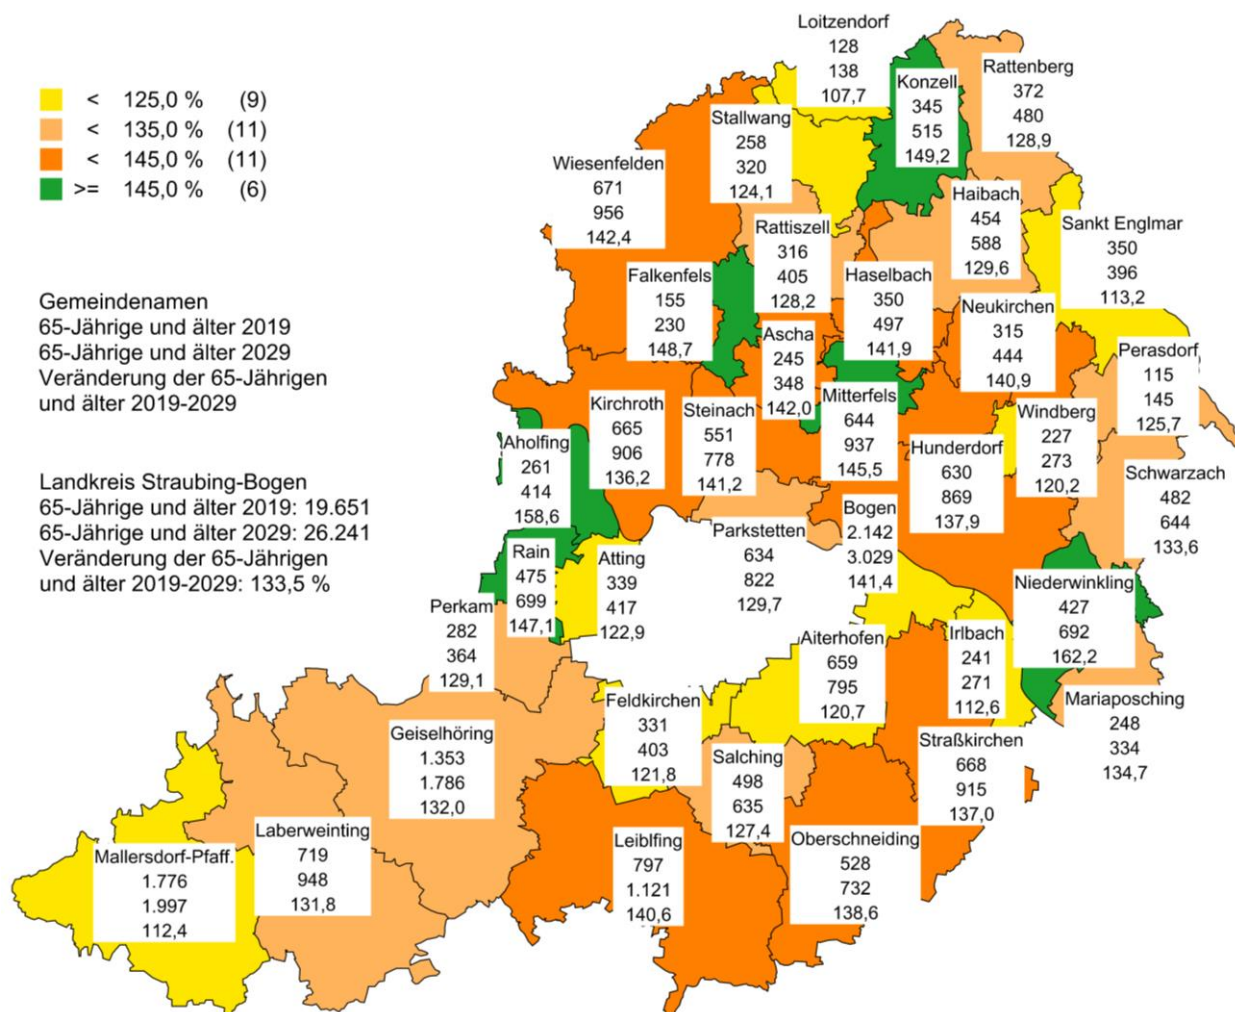 < 125,0 % (9)
< 135,0 % (11)
< 145,0 % (11)
>= 145,0 % (6)
Gemeindenamen
65-Jährige und älter 2019
65-Jährige und älter 2029
Veränderung der 65-Jährigen
und älter 2019-2029
Landkreis Straubing-Bogen
65-Jährige und älter 2019: 19.651
65-Jährige und älter 2029: 26.241
Veränderung der 65-Jährigen
und älter 2019-2029: 133,5 %
Loitzendorf
128
138
107,7
Konzell
345
515
149,2
Rattenberg
372
480
128,9
Stallwang
258
320
124,1
Wiesenfelden
671
956
142,4
Haibach
454
588
129,6
Sankt Englmar
350
396
113,2
Rattiszell
316
405
128,2
Falkenfels
155
230
148,7
Haselbach
350
497
141,9
Neukirchen
315
444
140,9
Ascha
245
348
142,0
Perasdorf
115
145
125,7
Kirchroth
665
906
136,2
Steinach
551
778
141,2
Mitterfels
644
937
145,5
Windberg
227
273
120,2
Aholfing
261
414
158,6
Hunderdorf
630
869
137,9
Schwarzach
482
644
133,6
Bogen
2.142
3.029
141,4
Parkstetten
634
822
129,7
Rain
475
699
147,1
Atting
339
417
122,9
Niederwinkling
427
692
162,2
Perkam
282
364
129,1
Aiterhofen
659
795
120,7
Irlbach
241
271
112,6
Mariaposching
248
334
134,7
Feldkirchen
331
403
121,8
Geiselhöring
1.353
1.786
132,0
Salching
498
635
127,4
Straßkirchen
668
915
137,0
Laberweinting
719
948
131,8
Leiblfing
797
1.121
140,6
Oberschneiding
528
732
138,6
Mallersdorf-Pfaff.
1.776
1.997
112,4